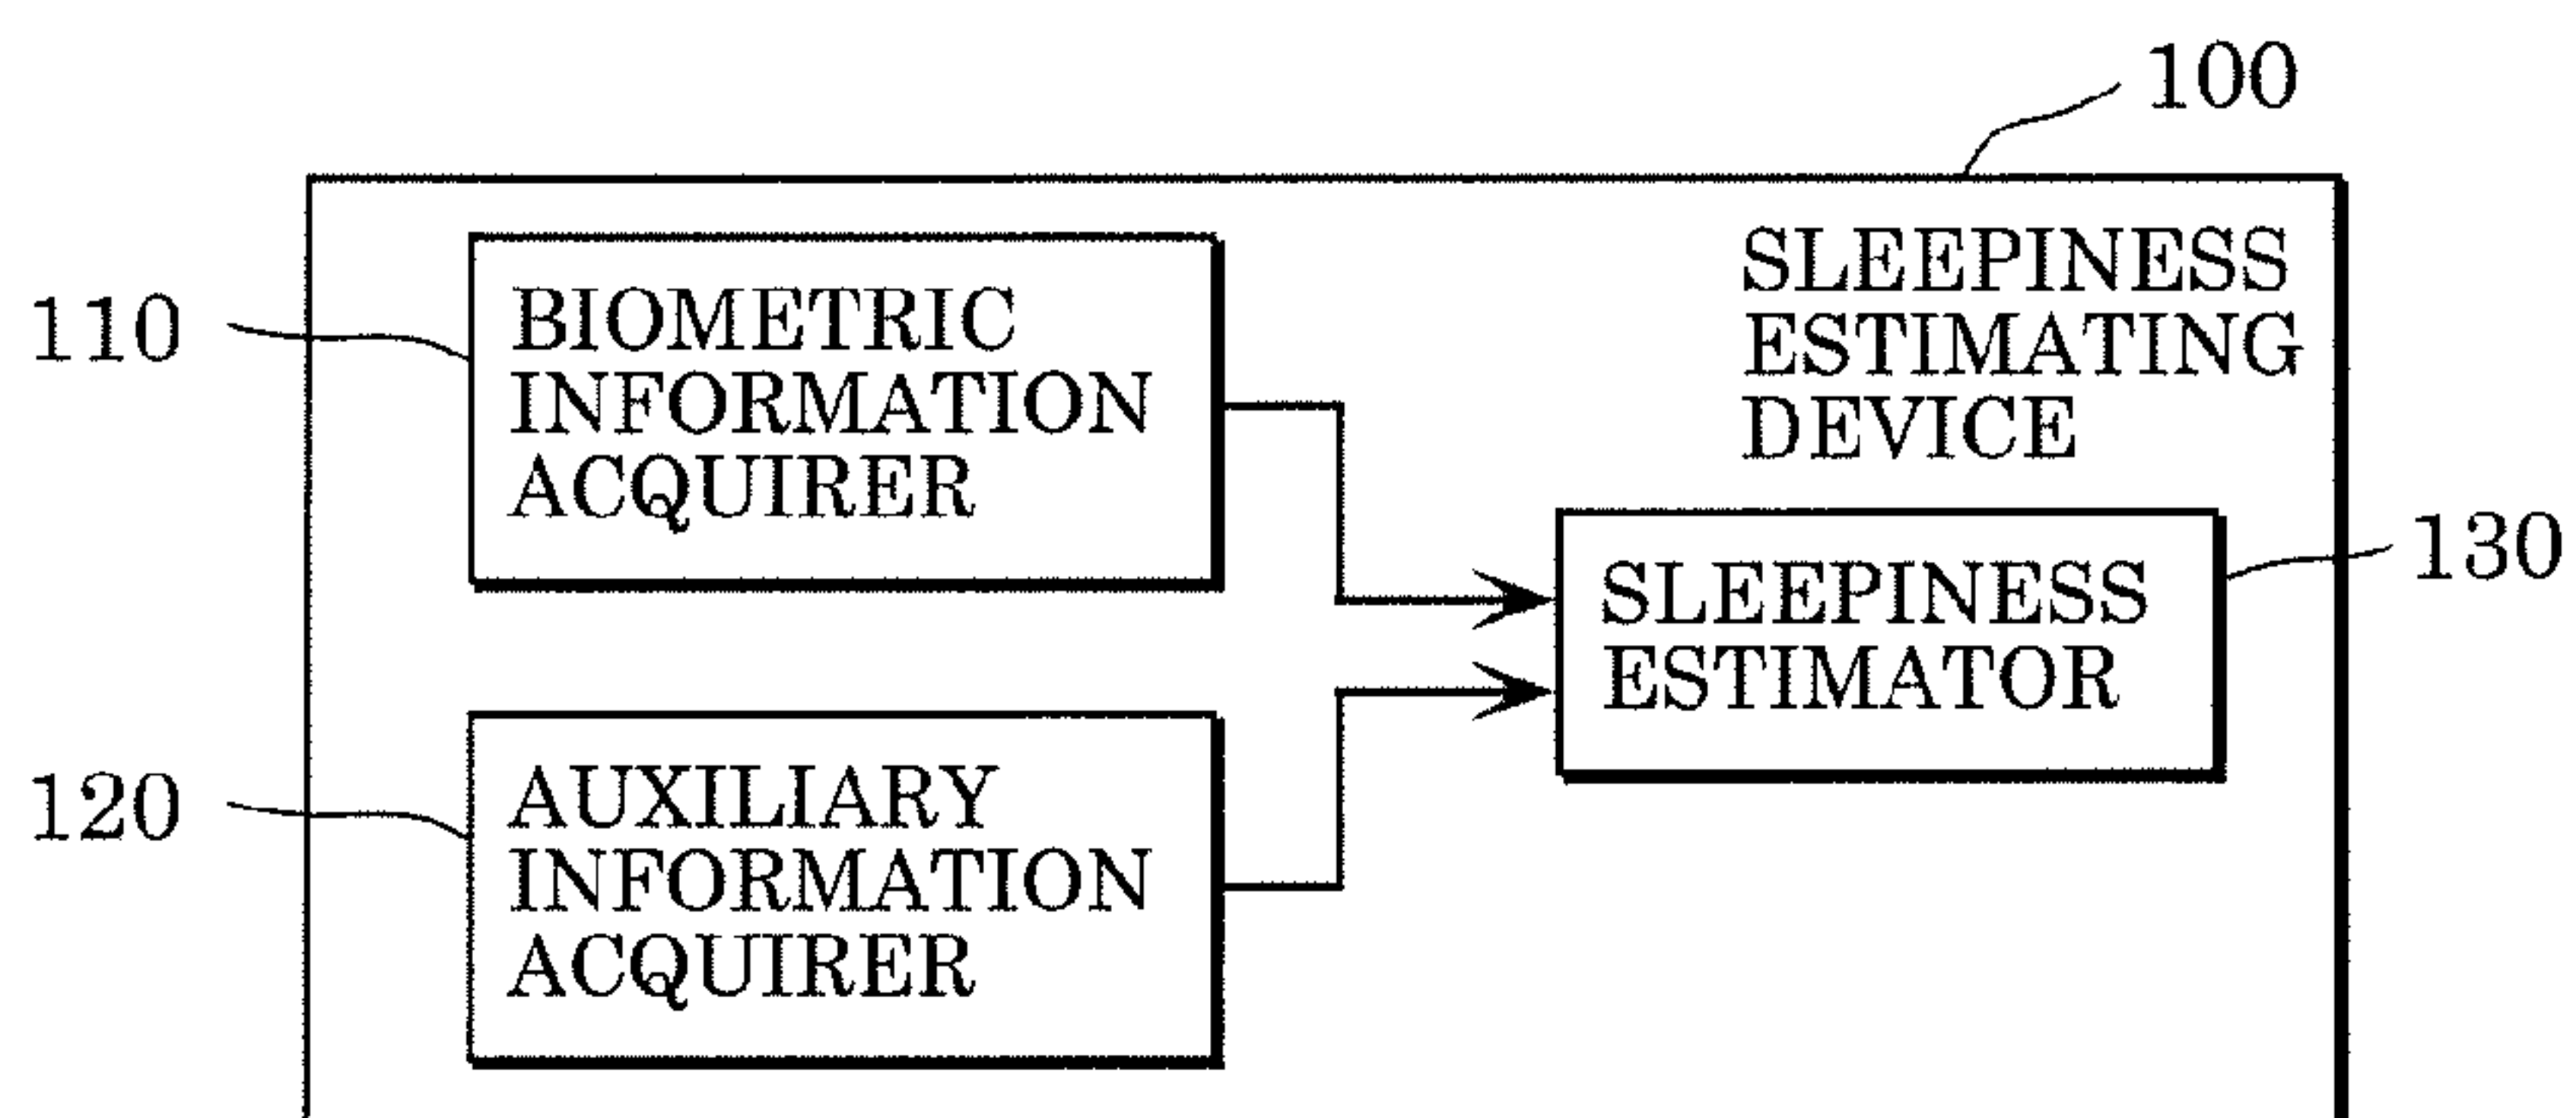 100
SLEEPINESS
ESTIMATING
DEVICE
110
BIOMETRIC
INFORMATION
ACQUIRER
130
SLEEPINESS
ESTIMATOR
120
AUXILIARY
INFORMATION
ACQUIRER